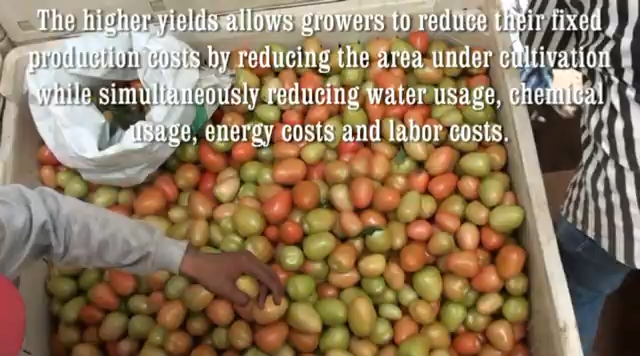 The higher yields allows growers to reduce their fixed
production costs by reducing the area under cultivation
while simultaneously reducing water usage, chemical
usage, energy costs and labor costs.